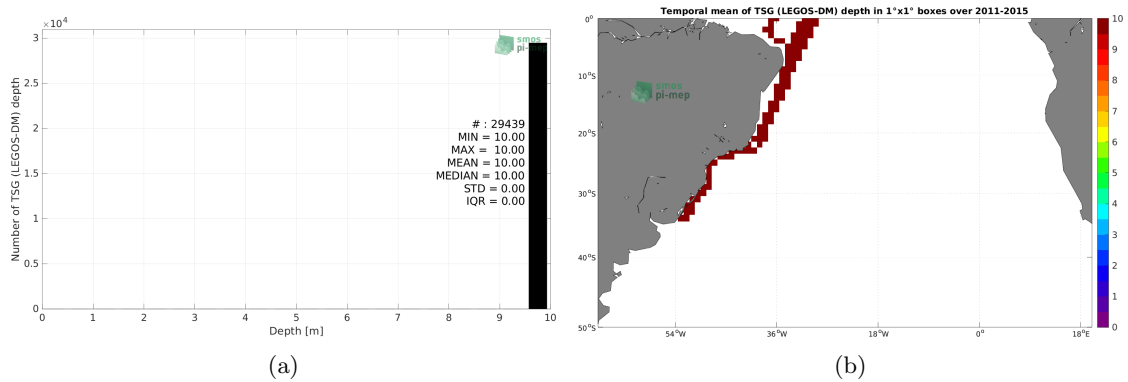 ×10⁴
3
2.5
2
1.5
1
0.5
0
Number of TSG (LEGOS-DM) depth
smos
pi-mep
# : 29439
MIN = 10.00
MAX = 10.00
MEAN = 10.00
MEDIAN = 10.00
STD = 0.00
IQR = 0.00
0 1 2 3 4 5 6 7 8 9 10
Depth [m]
(a)
Temporal mean of TSG (LEGOS-DM) depth in 1°x1° boxes over 2011-2015
0°
10°S
20°S
30°S
40°S
50°S
smos
pi-mep
54°W 36°W 18°W 0° 18°E
10
9
8
7
6
5
4
3
2
1
0
(b)